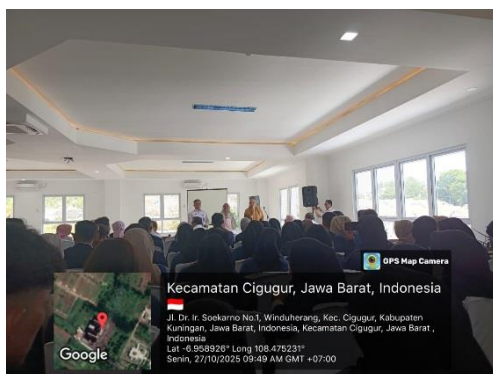 GPS Map Camera
Kecamatan Cigugur, Jawa Barat, Indonesia
Jl. Dr. Ir. Soekarno No.1, Winduherang, Kec. Cigugur, Kabupaten
Kuningan, Jawa Barat, Indonesia, Kecamatan Cigugur, Jawa Barat ,
Indonesia
Lat -6.958926° Long 108.475231°
Senin, 27/10/2025 09:49 AM GMT +07:00
Google